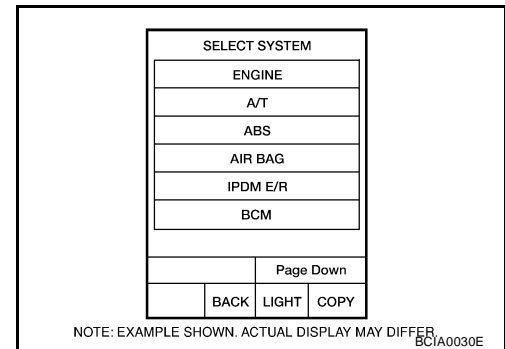 SELECT SYSTEM
ENGINE
A/T
ABS
AIR BAG
IPDM E/R
BCM
Page Down
BACK LIGHT COPY
NOTE: EXAMPLE SHOWN. ACTUAL DISPLAY MAY DIFFER.
BCIA0030E